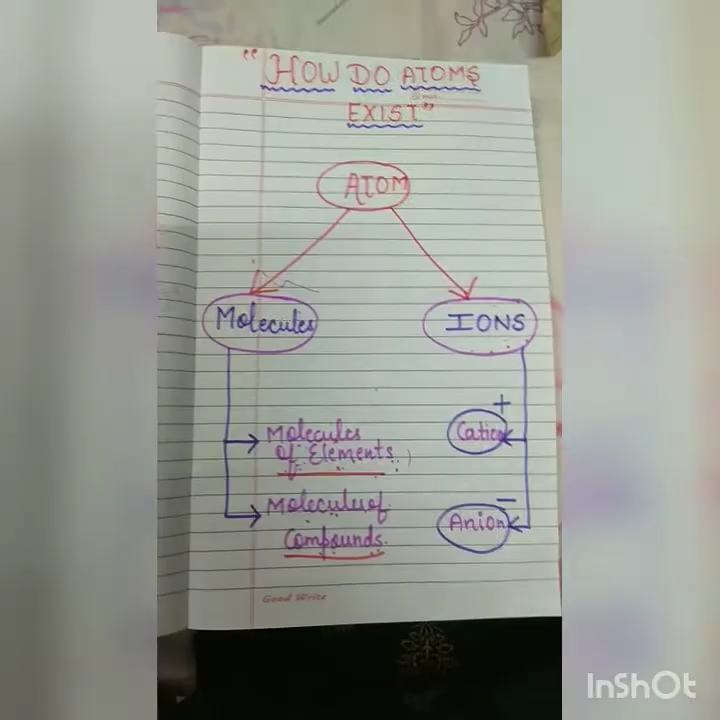 "HOW DO ATOMS
EXIST"
ATOM
Molecules
IONS
+
Cation
Molecules
of Elements
−
Molecules of
Anion
Compounds
Good Write
InShOt